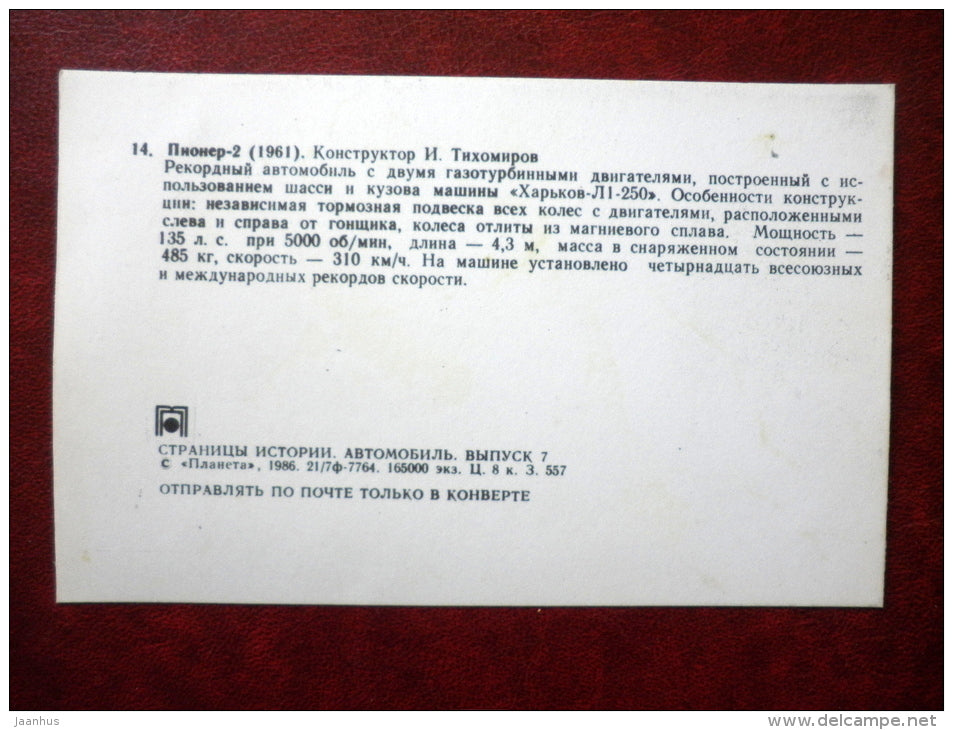 14. Пионер-2 (1961). Конструктор И. Тихомиров
Рекордный автомобиль с двумя газотурбинными двигателями, построенный с ис-
пользованием шасси и кузова машины «Харьков-Л1-250». Особенности конструк-
ции: независимая тормозная подвеска всех колес с двигателями, расположенными
слева и справа от гонщика, колеса отлиты из магниевого сплава. Мощность —
135 л. с. при 5000 об/мин, длина — 4,3 м, масса в снаряженном состоянии —
485 кг, скорость — 310 км/ч. На машине установлено четырнадцать всесоюзных
и международных рекордов скорости.
СТРАНИЦЫ ИСТОРИИ. АВТОМОБИЛЬ. ВЫПУСК 7
С «Планета», 1986. 21/7ф-7764. 165000 экз. Ц. 8 к. З. 557
ОТПРАВЛЯТЬ ПО ПОЧТЕ ТОЛЬКО В КОНВЕРТЕ
jaanhus
www.delcampe.net